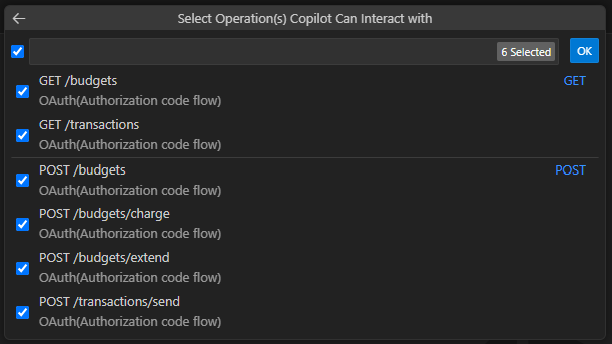 Select Operation(s) Copilot Can Interact with
6 Selected
OK
GET /budgets
GET
OAuth(Authorization code flow)
GET /transactions
OAuth(Authorization code flow)
POST /budgets
POST
OAuth(Authorization code flow)
POST /budgets/charge
OAuth(Authorization code flow)
POST /budgets/extend
OAuth(Authorization code flow)
POST /transactions/send
OAuth(Authorization code flow)